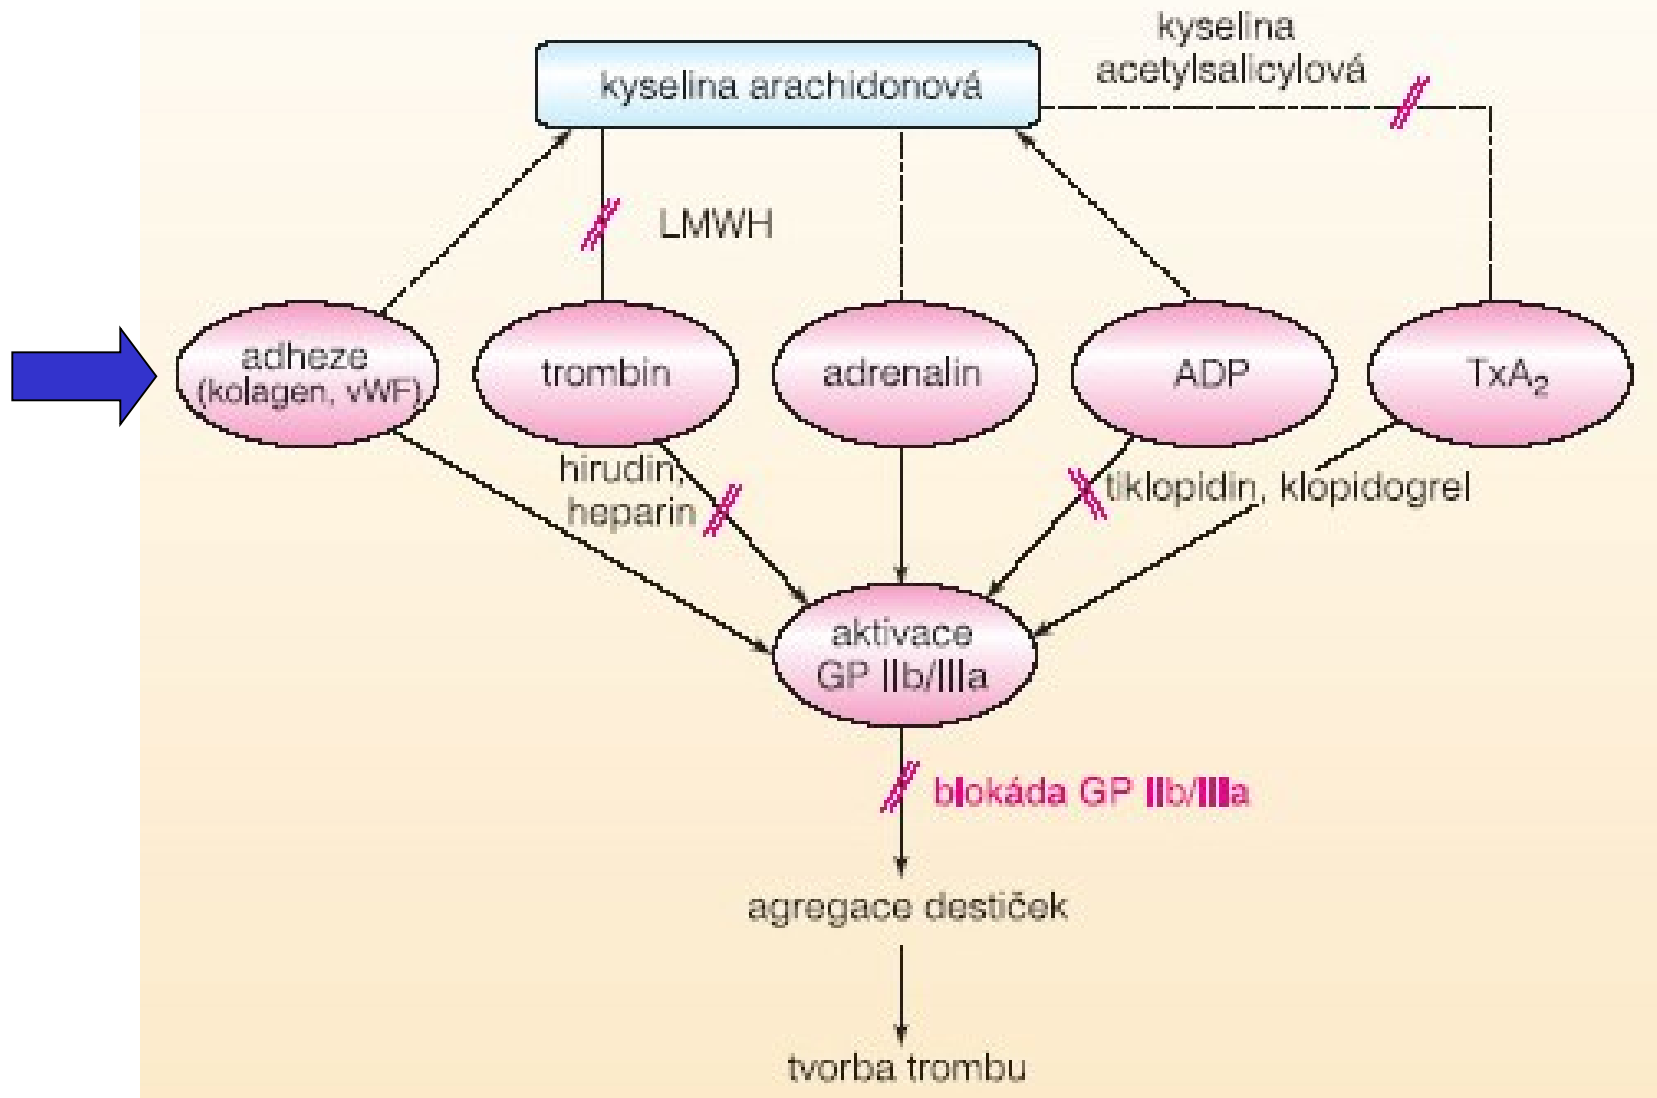 kyselina
acetylsalicylová
kyselina arachidonová
LMWH
adheze
(kolagen, vWF)
trombin
adrenalin
ADP
TxA₂
hirudin,
heparin
tiklopidin, klopidogrel
aktivace
GP IIb/IIIa
blokáda GP IIb/IIIa
agregace destiček
tvorba trombu